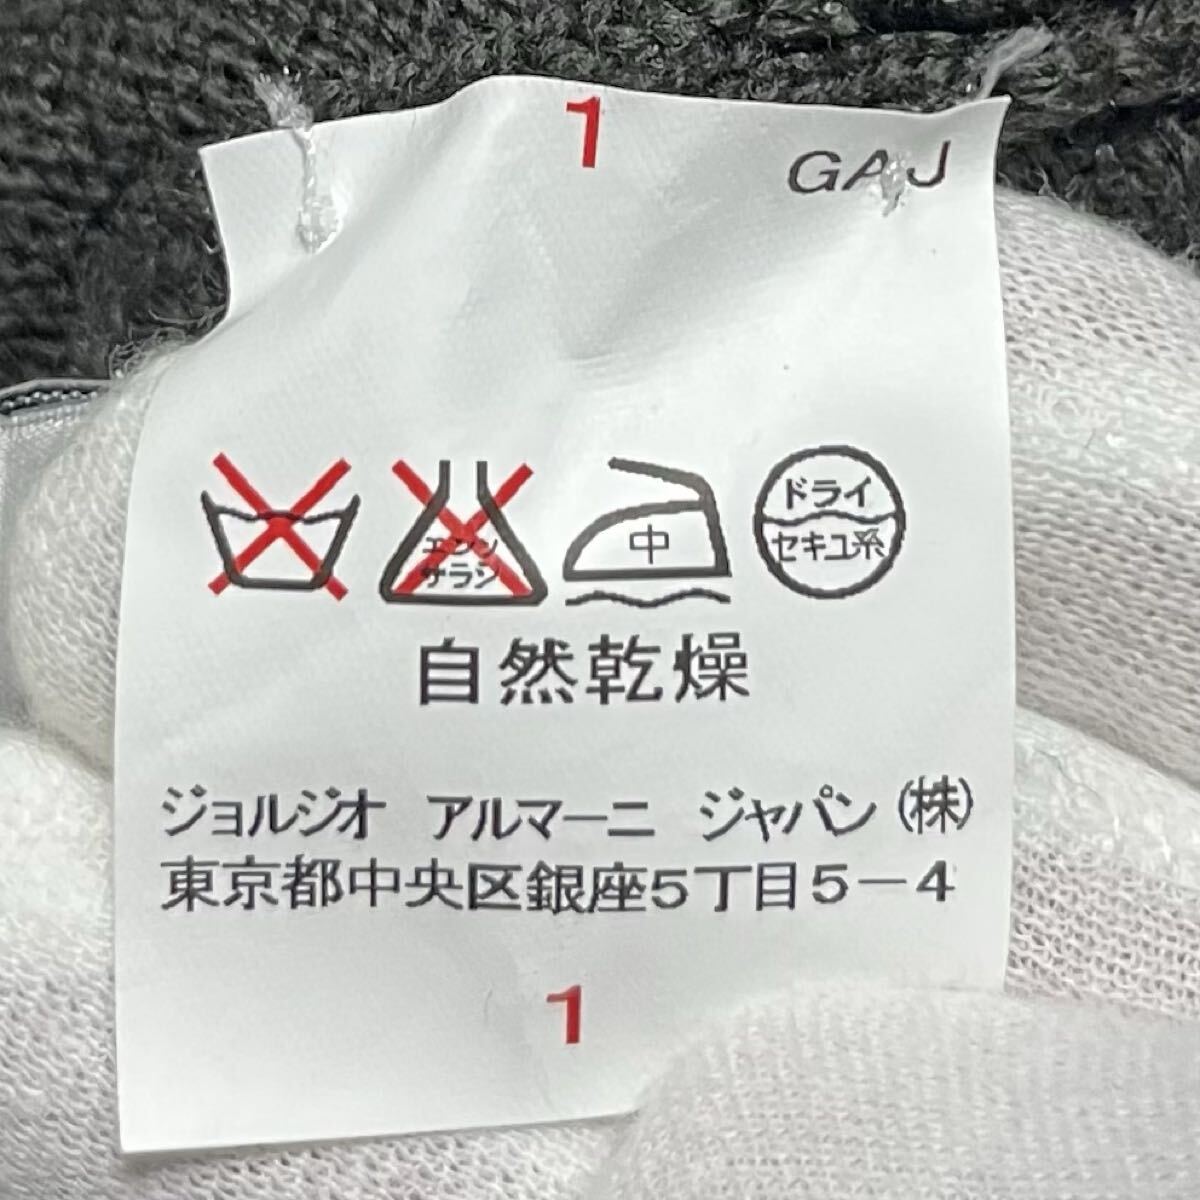 1
GAJ
エンソ
サラシ
中
ドライ
セキユ系
自然乾燥
ジョルジオ アルマーニ ジャパン(株)
東京都中央区銀座5丁目5-4
1